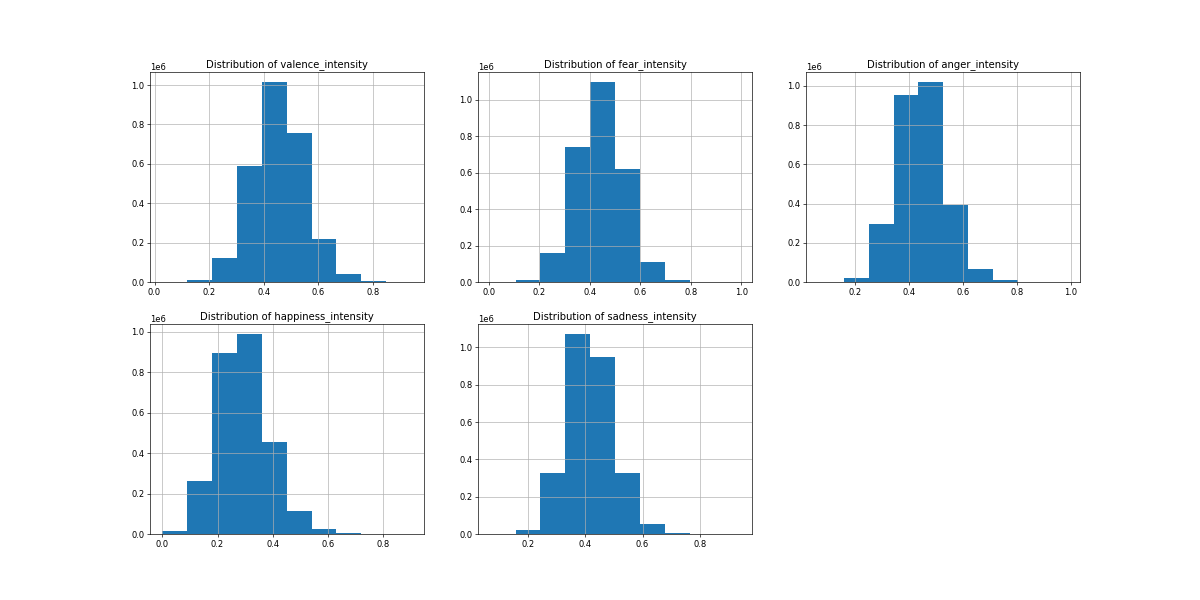 Distribution of valence_intensity
1e6
1.0
0.8
0.6
0.4
0.2
0.0
0.0 0.2 0.4 0.6 0.8
Distribution of fear_intensity
1e6
1.0
0.8
0.6
0.4
0.2
0.0
0.0 0.2 0.4 0.6 0.8 1.0
Distribution of anger_intensity
1e6
1.0
0.8
0.6
0.4
0.2
0.0
0.2 0.4 0.6 0.8 1.0
Distribution of happiness_intensity
1e6
1.0
0.8
0.6
0.4
0.2
0.0
0.0 0.2 0.4 0.6 0.8
Distribution of sadness_intensity
1e6
1.0
0.8
0.6
0.4
0.2
0.0
0.2 0.4 0.6 0.8